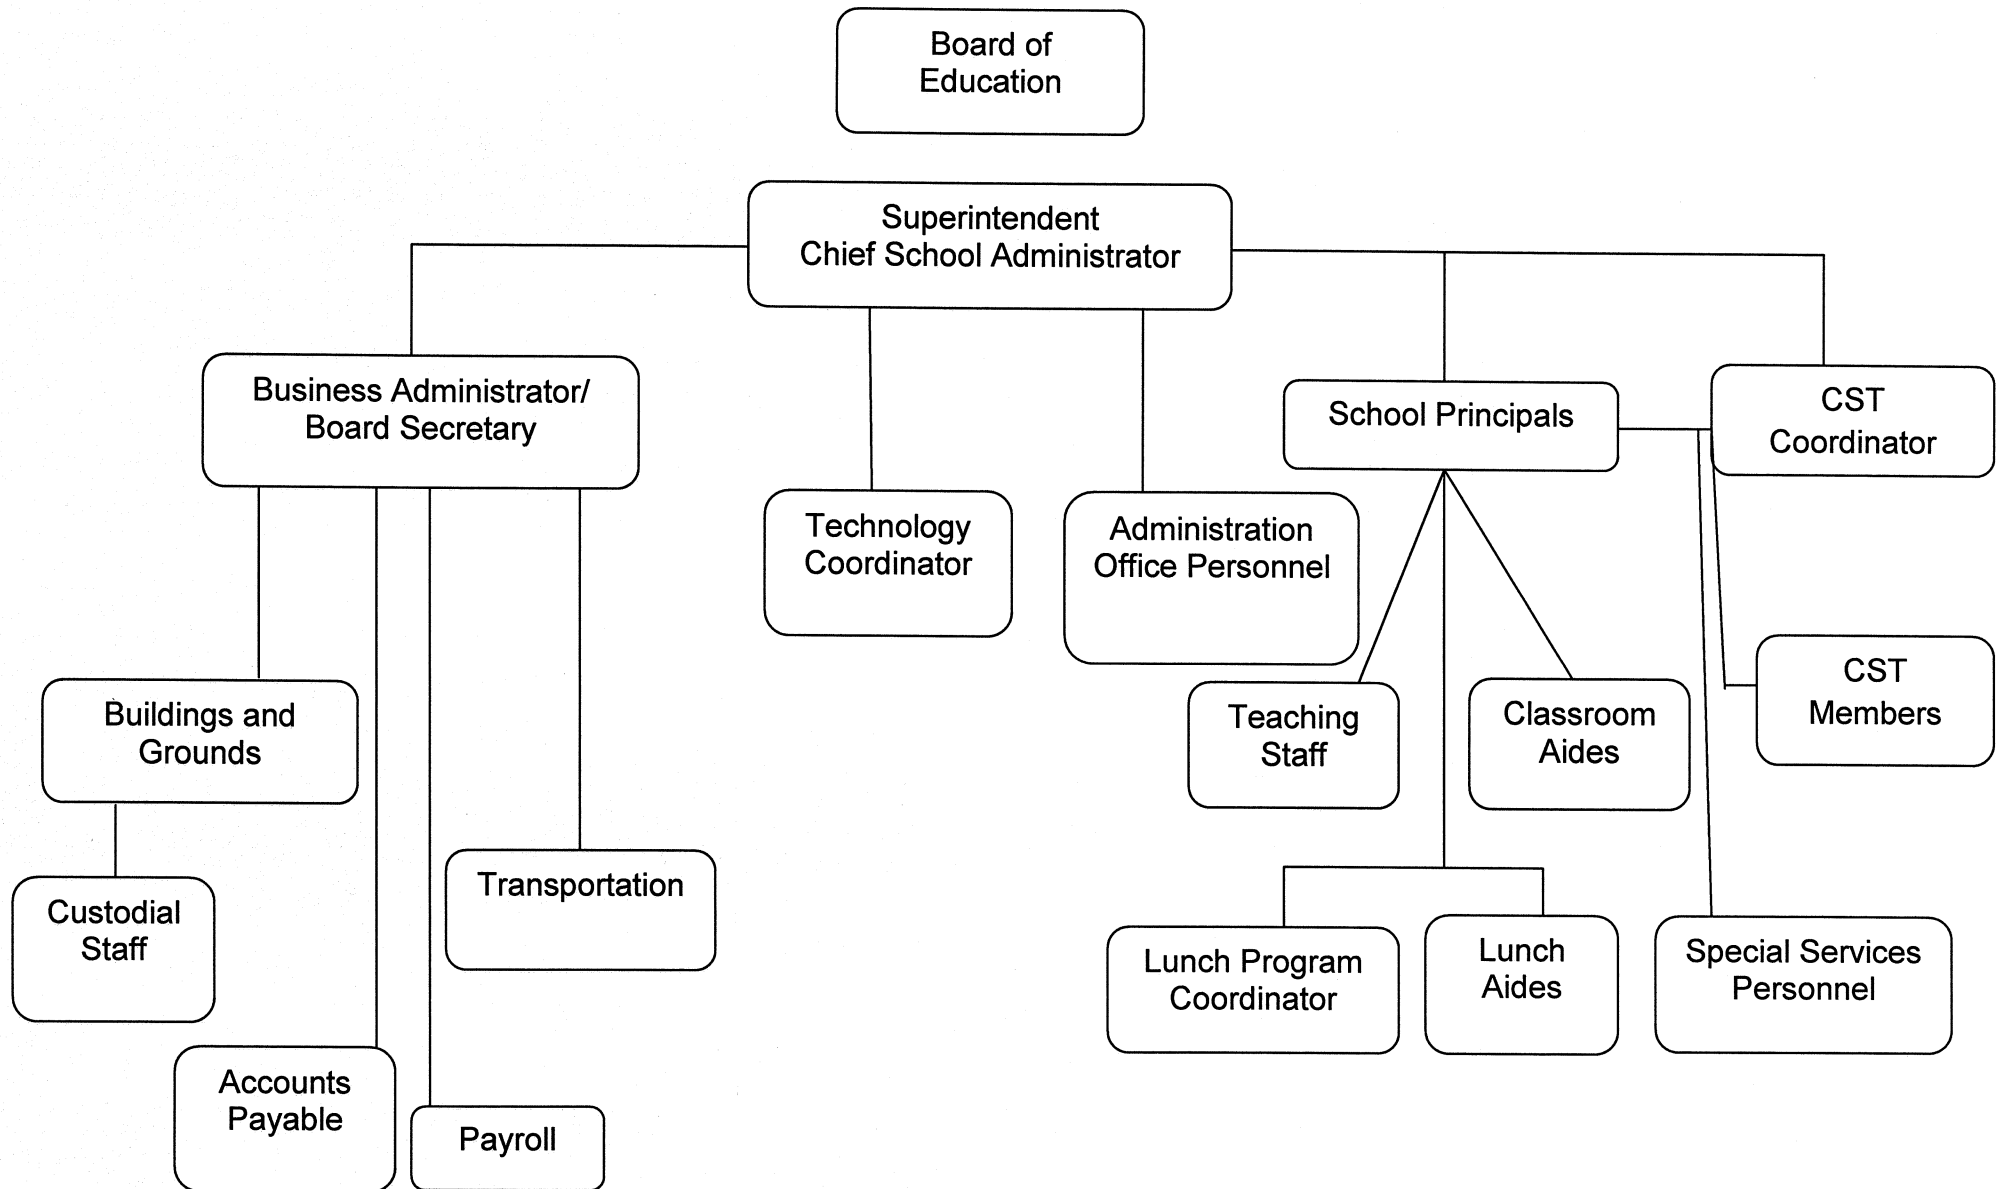 Board of
Education
Superintendent
Chief School Administrator
Business Administrator/
Board Secretary
School Principals
CST
Coordinator
Technology
Coordinator
Administration
Office Personnel
Buildings and
Grounds
Teaching
Staff
Classroom
Aides
CST
Members
Custodial
Staff
Transportation
Lunch Program
Coordinator
Lunch
Aides
Special Services
Personnel
Accounts
Payable
Payroll